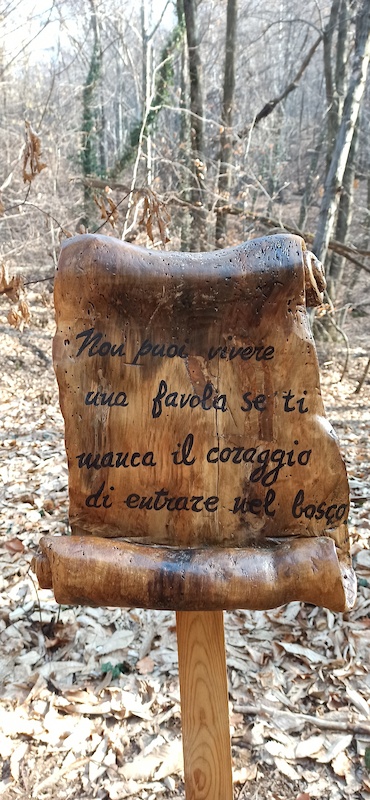 Non puoi vivere
una favola se ti
manca il coraggio
di entrare nel bosco